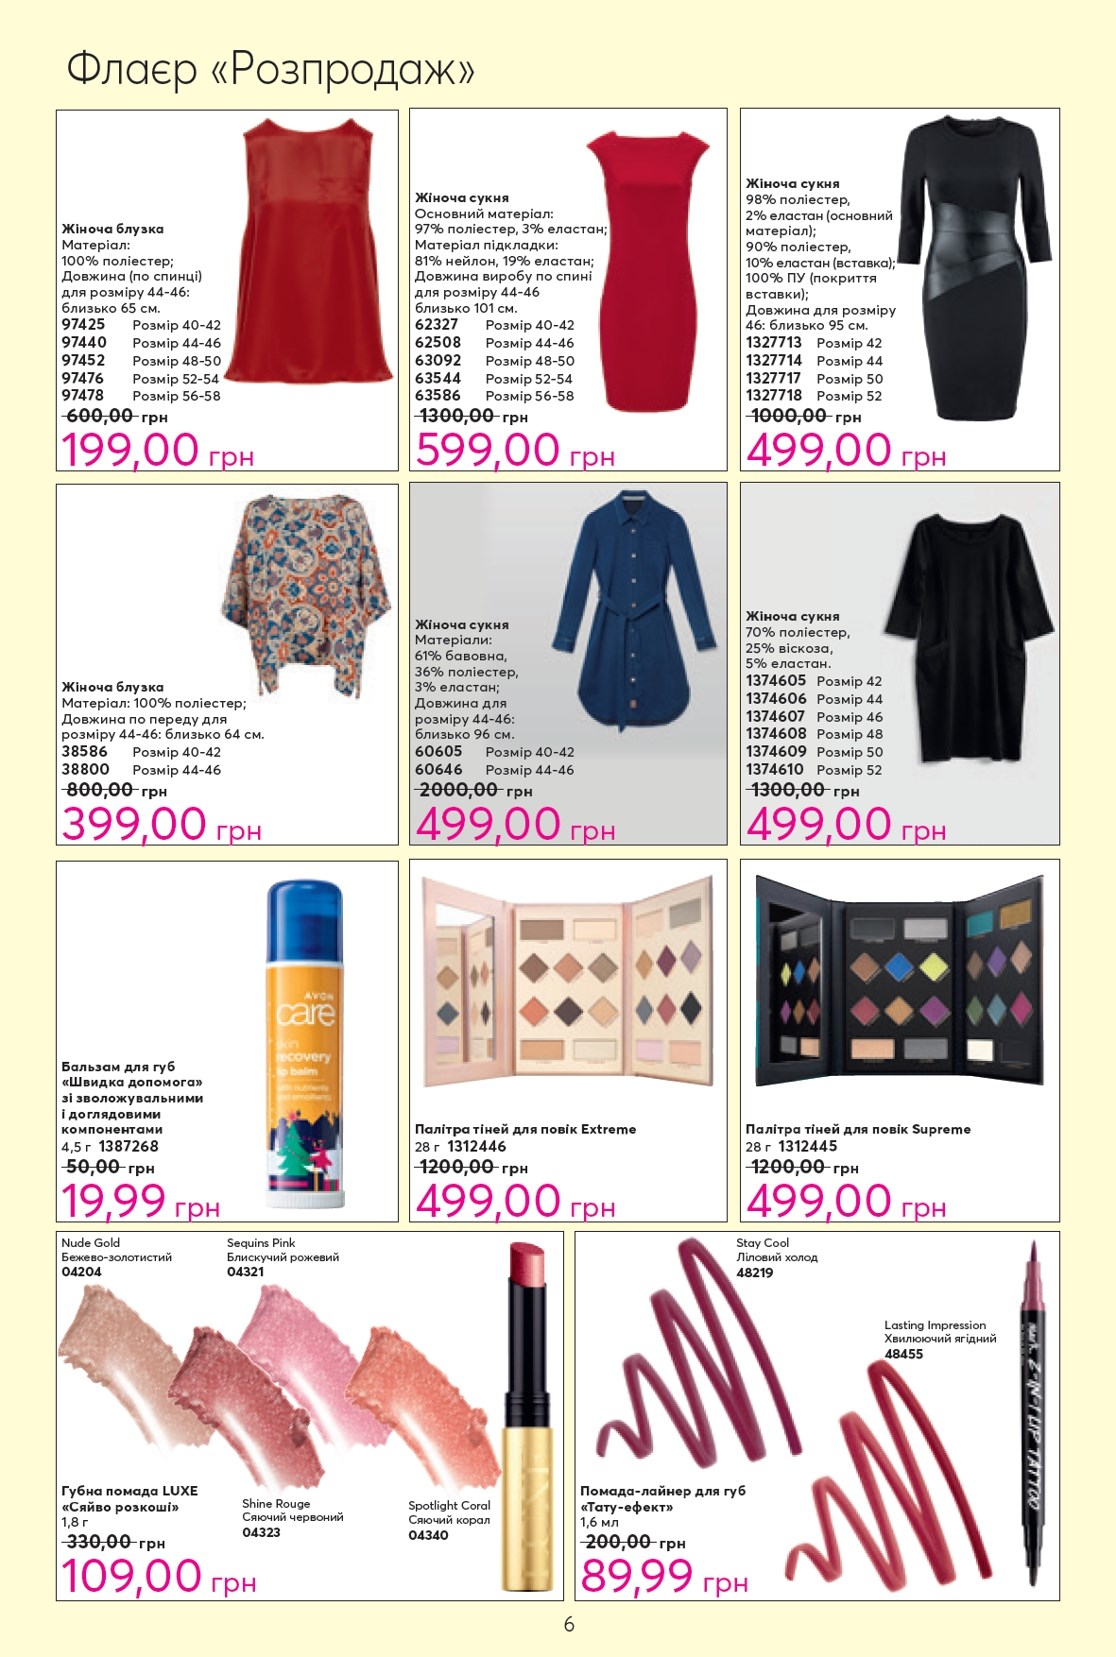 Флаєр «Розпродаж»
Жіноча блузка
Матеріал:
100% поліестер;
Довжина (по спинці)
для розміру 44-46:
близько 65 см.
97425 Розмір 40-42
97440 Розмір 44-46
97452 Розмір 48-50
97476 Розмір 52-54
97478 Розмір 56-58
600,00 грн
199,00 грн
Жіноча сукня
Основний матеріал:
97% поліестер, 3% еластан;
Матеріал підкладки:
81% нейлон, 19% еластан;
Довжина виробу по спині
для розміру 44-46
близько 101 см.
62327 Розмір 40-42
62508 Розмір 44-46
63092 Розмір 48-50
63544 Розмір 52-54
63586 Розмір 56-58
1300,00 грн
599,00 грн
Жіноча сукня
98% поліестер,
2% еластан (основний
матеріал);
90% поліестер,
10% еластан (вставка);
100% ПУ (покриття
вставки);
Довжина для розміру
46: близько 95 см.
1327713 Розмір 42
1327714 Розмір 44
1327717 Розмір 50
1327718 Розмір 52
1000,00 грн
499,00 грн
Жіноча блузка
Матеріал: 100% поліестер;
Довжина по переду для
розміру 44-46: близько 64 см.
38586 Розмір 40-42
38800 Розмір 44-46
800,00 грн
399,00 грн
Жіноча сукня
Матеріали:
61% бавовна,
36% поліестер,
3% еластан;
Довжина для
розміру 44-46:
близько 96 см.
60605 Розмір 40-42
60646 Розмір 44-46
2000,00 грн
499,00 грн
Жіноча сукня
70% поліестер,
25% віскоза,
5% еластан.
1374605 Розмір 42
1374606 Розмір 44
1374607 Розмір 46
1374608 Розмір 48
1374609 Розмір 50
1374610 Розмір 52
1300,00 грн
499,00 грн
AVON
care
skin
recovery
lip balm
with nutrients
and emollients
Бальзам для губ
«Швидка допомога»
зі зволожувальними
і доглядовими
компонентами
4,5 г 1387268
50,00 грн
19,99 грн
Палітра тіней для повік Extreme
28 г 1312446
1200,00 грн
499,00 грн
Палітра тіней для повік Supreme
28 г 1312445
1200,00 грн
499,00 грн
Nude Gold
Бежево-золотистий
04204
Sequins Pink
Блискучий рожевий
04321
Губна помада LUXE
«Сяйво розкоші»
1,8 г
330,00 грн
109,00 грн
Shine Rouge
Сяючий червоний
04323
Spotlight Coral
Сяючий корал
04340
Stay Cool
Ліловий холод
48219
Lasting Impression
Хвилюючий ягідний
48455
mark. 2-IN-1 LIP TATTOO
Помада-лайнер для губ
«Тату-ефект»
1,6 мл
200,00 грн
89,99 грн
6